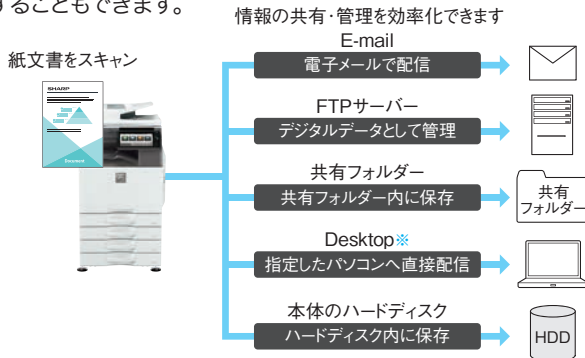 することもできます。
情報の共有・管理を効率化できます
紙文書をスキャン
SHARP
Document
E-mail
電子メールで配信
FTPサーバー
デジタルデータとして管理
共有フォルダー
共有フォルダー内に保存
共有
フォルダー
Desktop※
指定したパソコンへ直接配信
本体のハードディスク
ハードディスク内に保存
HDD